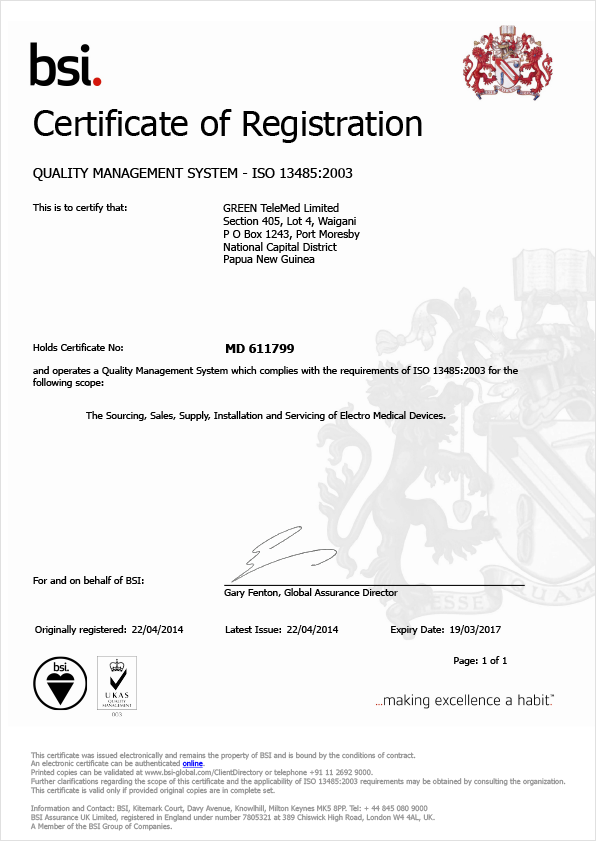 bsi.
Certificate of Registration
QUALITY MANAGEMENT SYSTEM - ISO 13485:2003
This is to certify that:
GREEN TeleMed Limited
Section 405, Lot 4, Waigani
P O Box 1243, Port Moresby
National Capital District
Papua New Guinea
Holds Certificate No:
MD 611799
and operates a Quality Management System which complies with the requirements of ISO 13485:2003 for the
following scope:
The Sourcing, Sales, Supply, Installation and Servicing of Electro Medical Devices.
For and on behalf of BSI:
Gary Fenton, Global Assurance Director
Originally registered: 22/04/2014
Latest Issue: 22/04/2014
Expiry Date: 19/03/2017
Page: 1 of 1
bsi.
UKAS
QUALITY
MANAGEMENT
003
...making excellence a habit.™
This certificate was issued electronically and remains the property of BSI and is bound by the conditions of contract.
An electronic certificate can be authenticated online.
Printed copies can be validated at www.bsi-global.com/ClientDirectory or telephone +91 11 2692 9000.
Further clarifications regarding the scope of this certificate and the applicability of ISO 13485:2003 requirements may be obtained by consulting the organization.
This certificate is valid only if provided original copies are in complete set.
Information and Contact: BSI, Kitemark Court, Davy Avenue, Knowlhill, Milton Keynes MK5 8PP. Tel: + 44 845 080 9000
BSI Assurance UK Limited, registered in England under number 7805321 at 389 Chiswick High Road, London W4 4AL, UK.
A Member of the BSI Group of Companies.